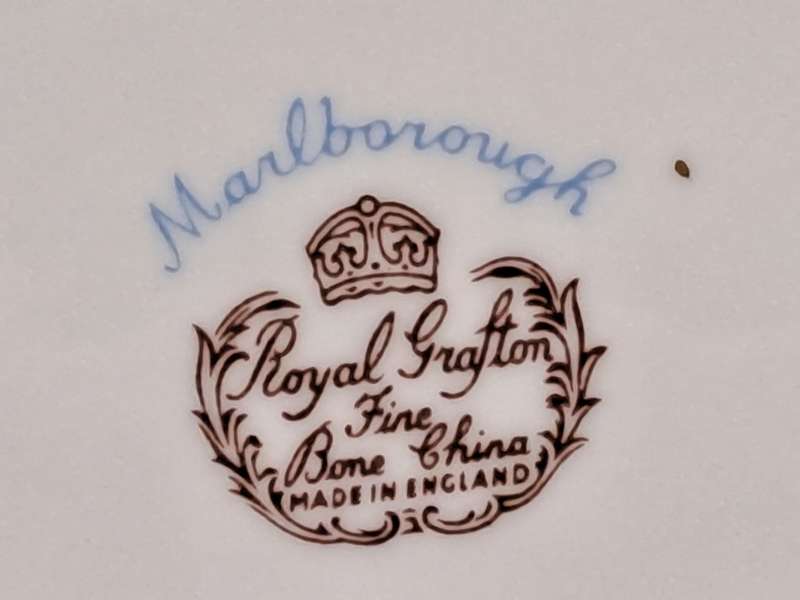 Marlborough
Royal Grafton
Fine
Bone China
MADE IN ENGLAND